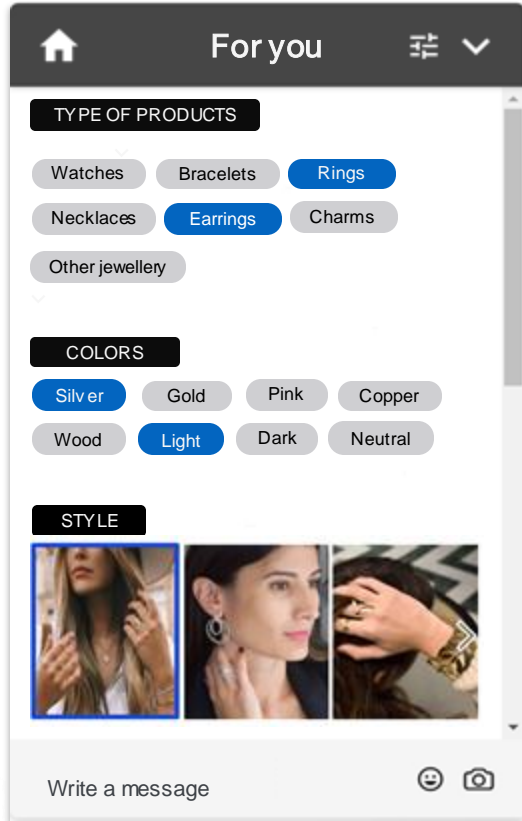 For you
TYPE OF PRODUCTS
Watches Bracelets Rings
Necklaces Earrings Charms
Other jewellery
COLORS
Silver Gold Pink Copper
Wood Light Dark Neutral
STYLE
Write a message